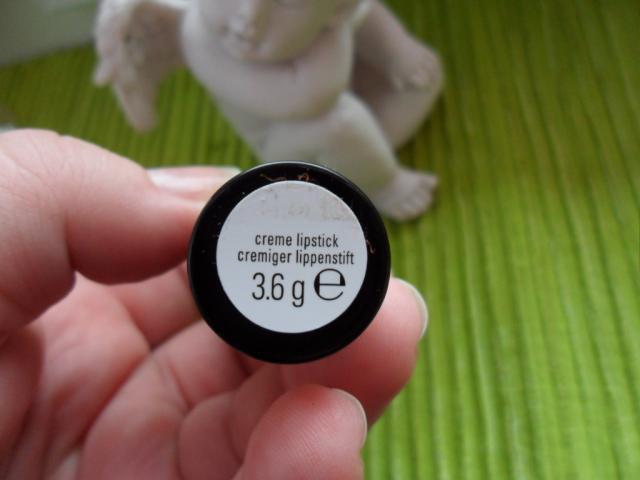 creme lipstick
cremiger lippenstift
3.6 g ℮